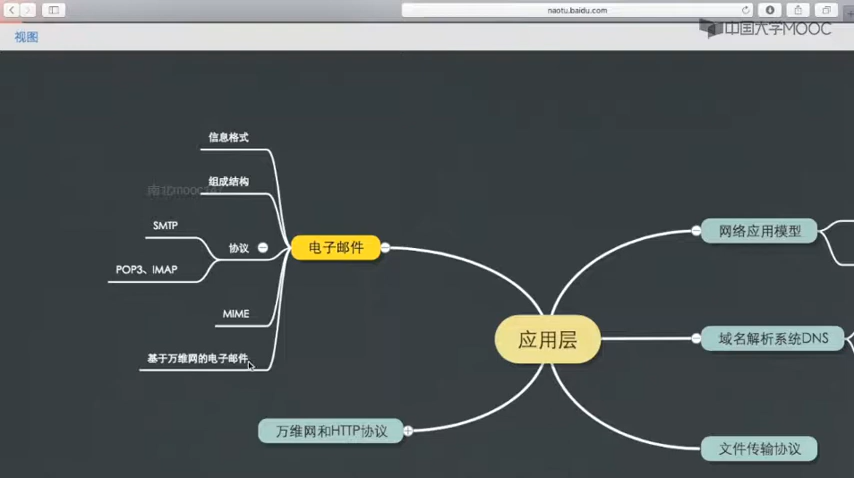 naotu.baidu.com
中国大学MOOC
视图
信息格式
组成结构
SMTP
协议
POP3、IMAP
电子邮件
MIME
基于万维网的电子邮件
网络应用模型
应用层
域名解析系统DNS
万维网和HTTP协议
文件传输协议